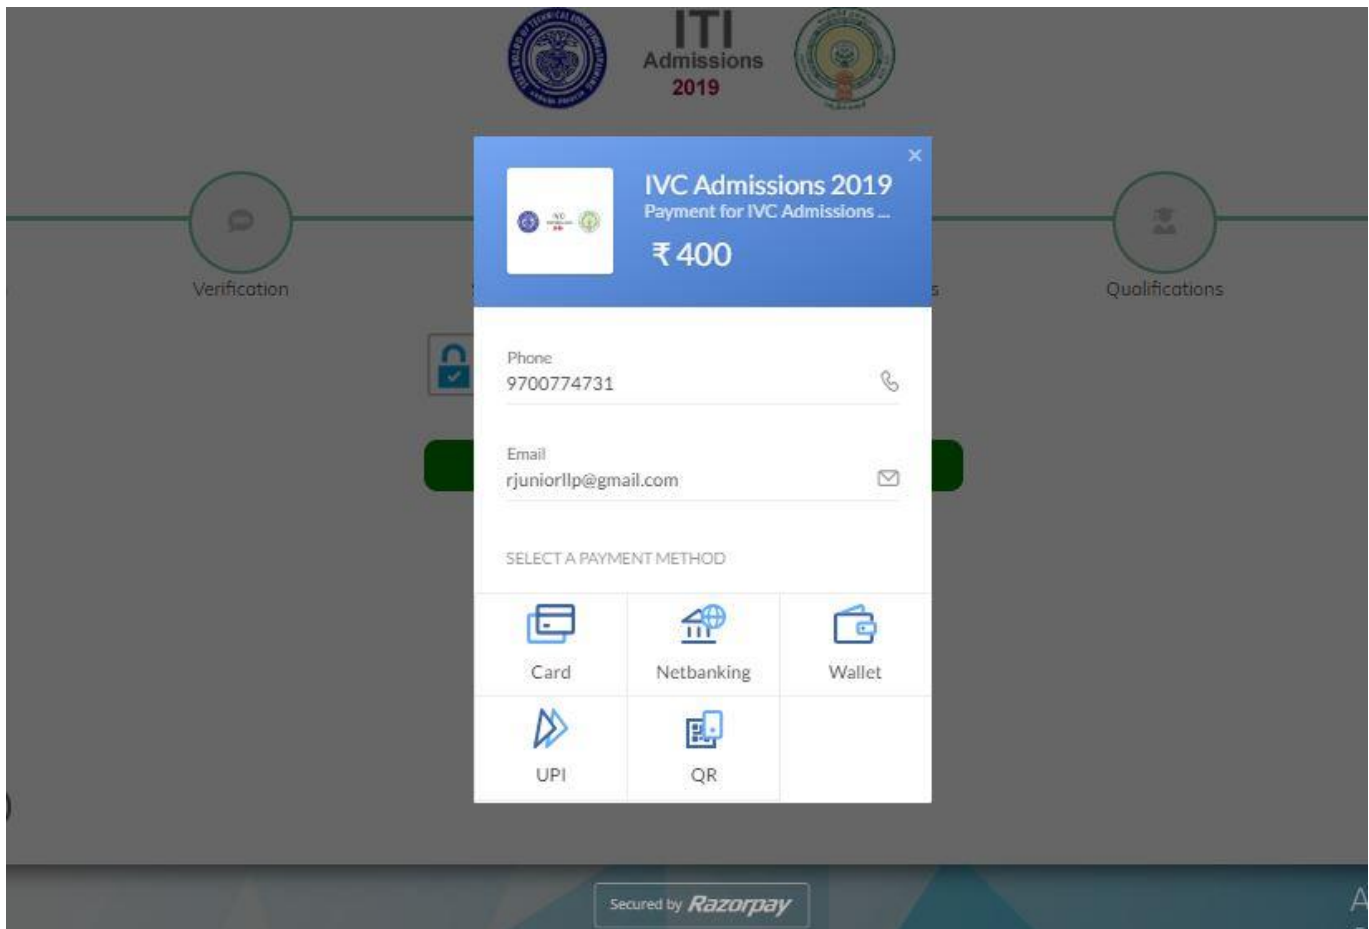 ITI
Admissions
2019
IVC Admissions 2019
Payment for IVC Admissions ...
₹ 400
Verification
Qualifications
Phone
9700774731
Email
rjuniorllp@gmail.com
SELECT A PAYMENT METHOD
Card
Netbanking
Wallet
UPI
QR
Secured by Razorpay